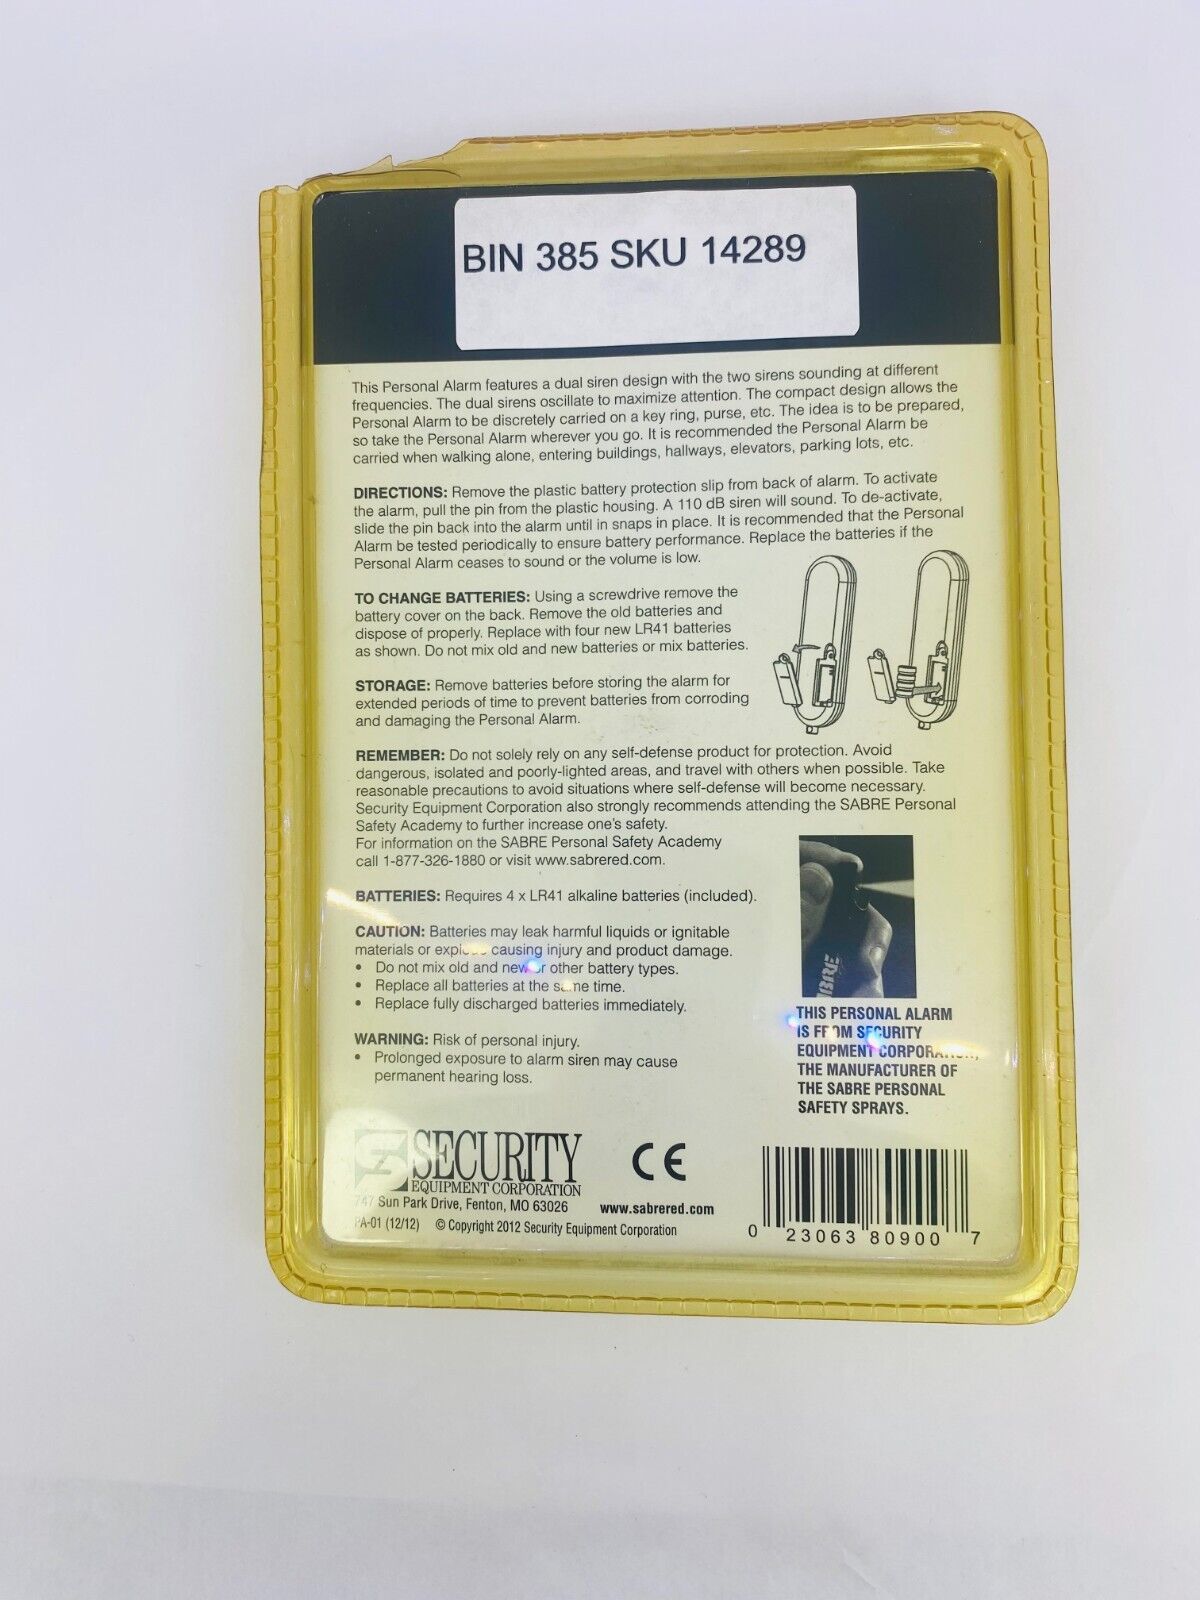 BIN 385 SKU 14289
This Personal Alarm features a dual siren design with the two sirens sounding at different
frequencies. The dual sirens oscillate to maximize attention. The compact design allows the
Personal Alarm to be discretely carried on a key ring, purse, etc. The idea is to be prepared,
so take the Personal Alarm wherever you go. It is recommended the Personal Alarm be
carried when walking alone, entering buildings, hallways, elevators, parking lots, etc.
DIRECTIONS: Remove the plastic battery protection slip from back of alarm. To activate
the alarm, pull the pin from the plastic housing. A 110 dB siren will sound. To de-activate,
slide the pin back into the alarm until in snaps in place. It is recommended that the Personal
Alarm be tested periodically to ensure battery performance. Replace the batteries if the
Personal Alarm ceases to sound or the volume is low.
TO CHANGE BATTERIES: Using a screwdrive remove the
battery cover on the back. Remove the old batteries and
dispose of properly. Replace with four new LR41 batteries
as shown. Do not mix old and new batteries or mix batteries.
STORAGE: Remove batteries before storing the alarm for
extended periods of time to prevent batteries from corroding
and damaging the Personal Alarm.
REMEMBER: Do not solely rely on any self-defense product for protection. Avoid
dangerous, isolated and poorly-lighted areas, and travel with others when possible. Take
reasonable precautions to avoid situations where self-defense will become necessary.
Security Equipment Corporation also strongly recommends attending the SABRE Personal
Safety Academy to further increase one's safety.
For information on the SABRE Personal Safety Academy
call 1-877-326-1880 or visit www.sabrered.com.
BATTERIES: Requires 4 x LR41 alkaline batteries (included).
CAUTION: Batteries may leak harmful liquids or ignitable
materials or explode causing injury and product damage.
• Do not mix old and new or other battery types.
• Replace all batteries at the same time.
• Replace fully discharged batteries immediately.
WARNING: Risk of personal injury.
• Prolonged exposure to alarm siren may cause
permanent hearing loss.
SABRE
THIS PERSONAL ALARM
IS FROM SECURITY
EQUIPMENT CORPORATION,
THE MANUFACTURER OF
THE SABRE PERSONAL
SAFETY SPRAYS.
SECURITY
EQUIPMENT CORPORATION
747 Sun Park Drive, Fenton, MO 63026
PA-01 (12/12) © Copyright 2012 Security Equipment Corporation
CE
www.sabrered.com
0 23063 80900 7